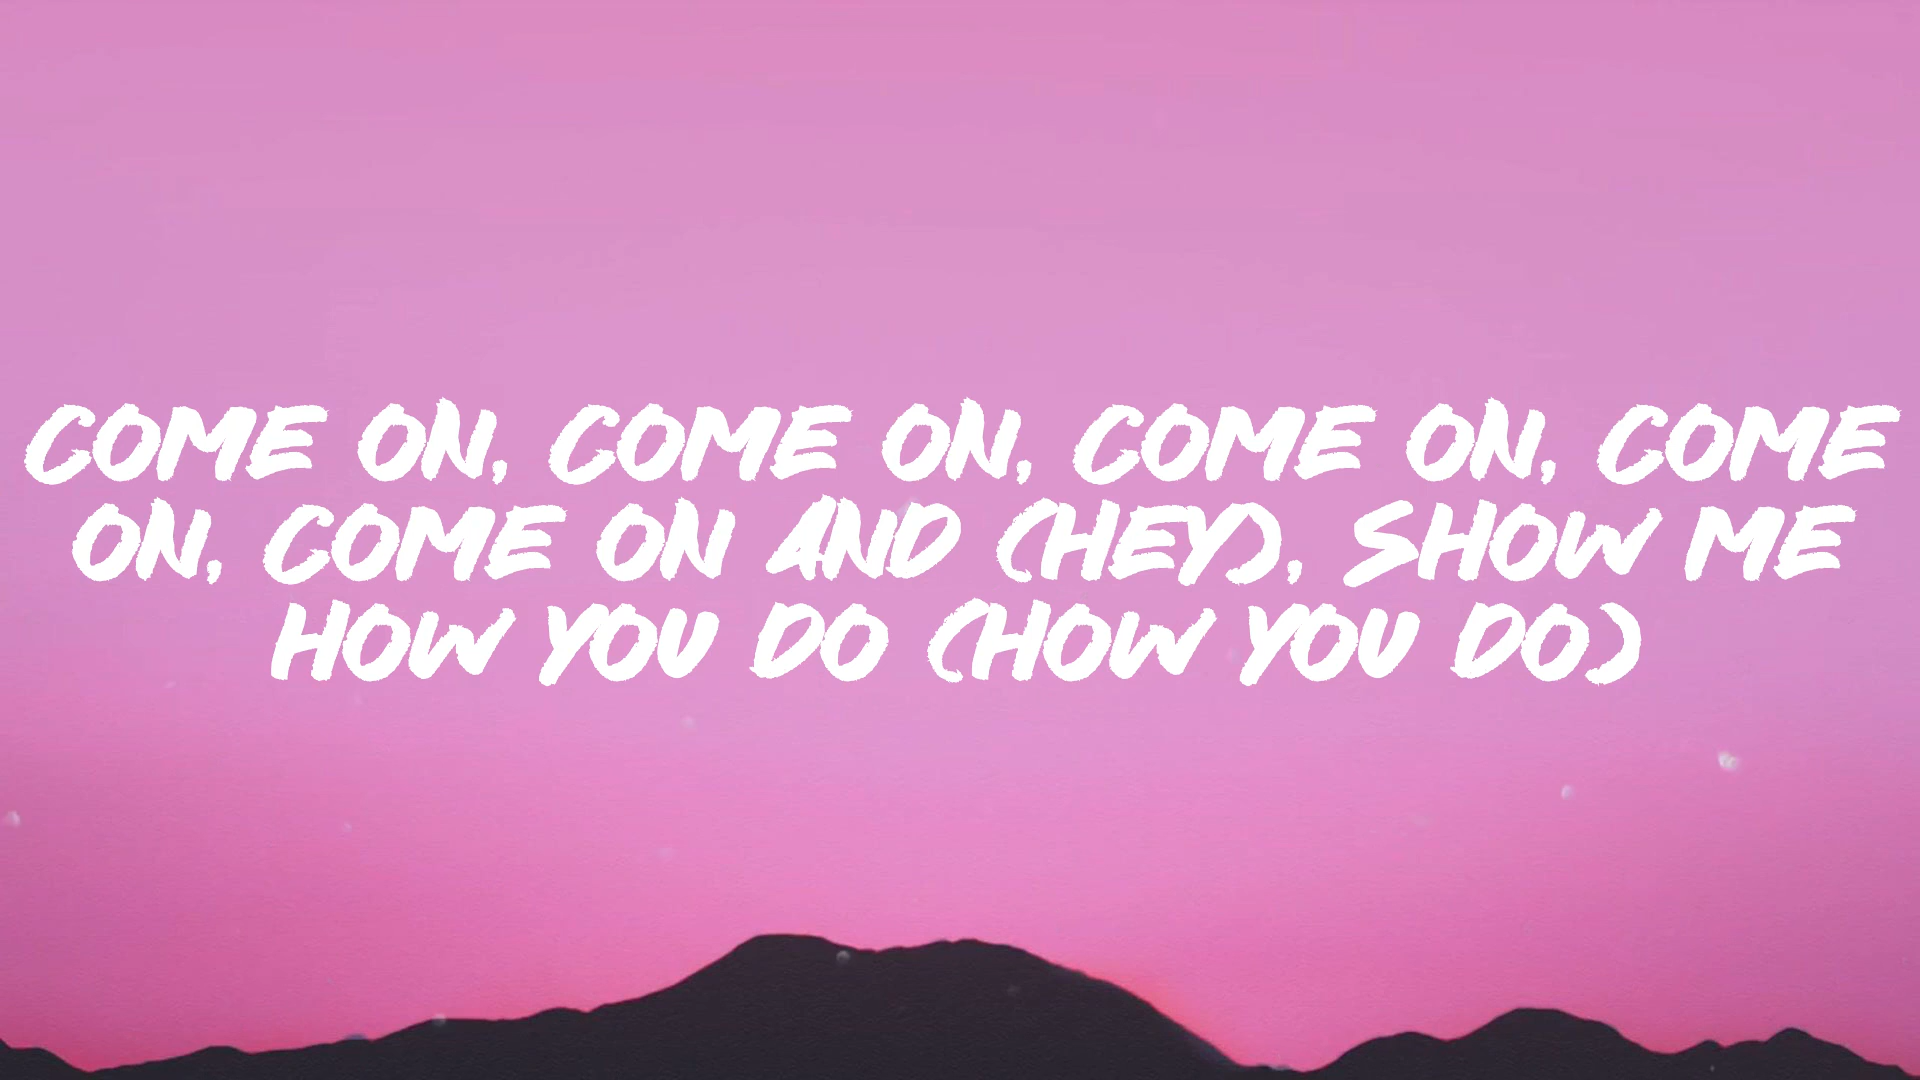 COME ON, COME ON, COME ON, COME
ON, COME ON AND (HEY), SHOW ME
HOW YOU DO (HOW YOU DO)